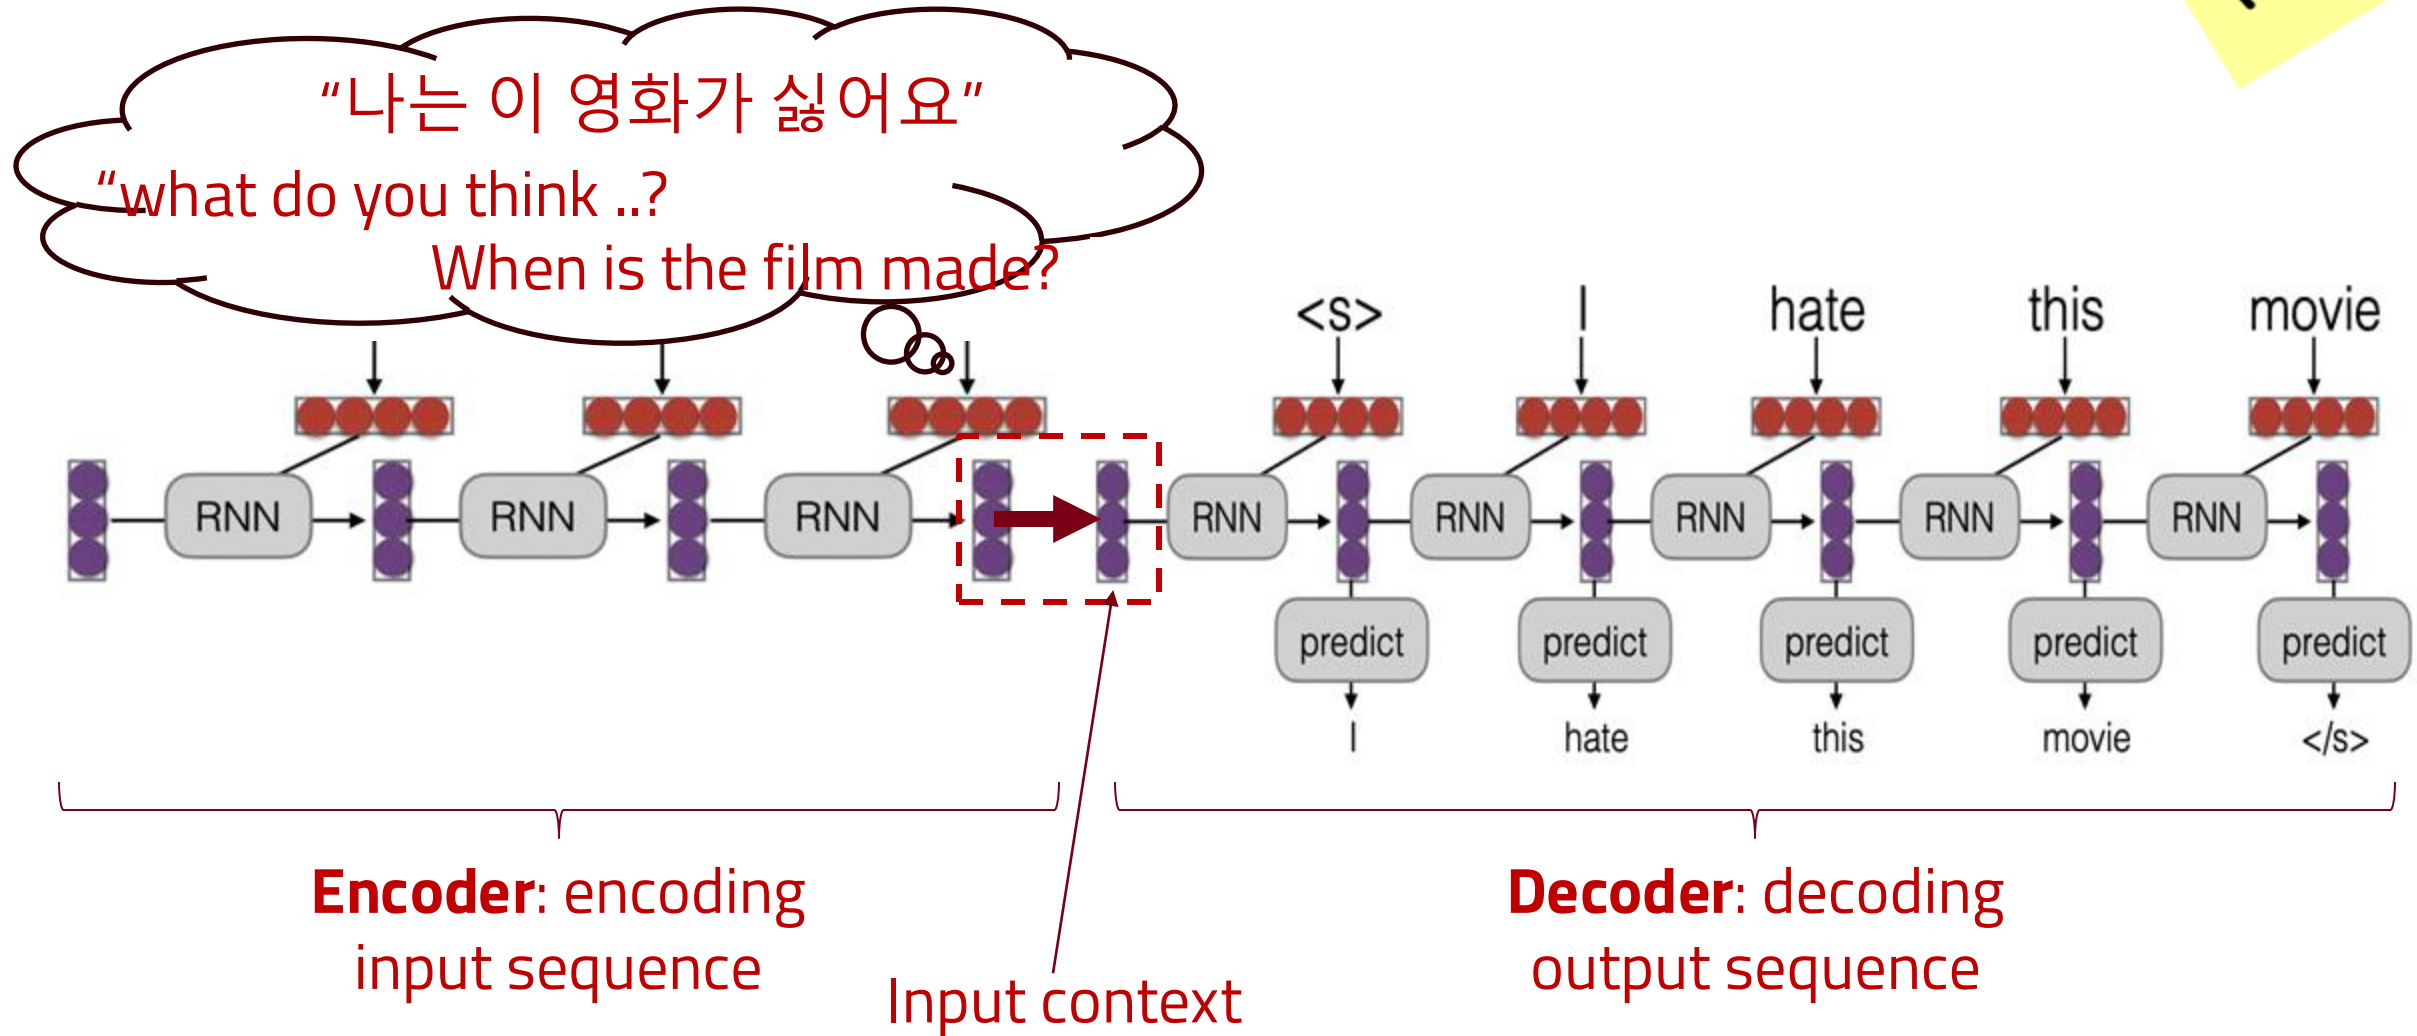 “나는 이 영화가 싫어요”
“what do you think ..?
When is the film made?
<s> I hate this movie
RNN RNN RNN RNN RNN RNN RNN RNN
predict predict predict predict predict
I hate this movie </s>
Encoder: encoding
input sequence
Input context
Decoder: decoding
output sequence